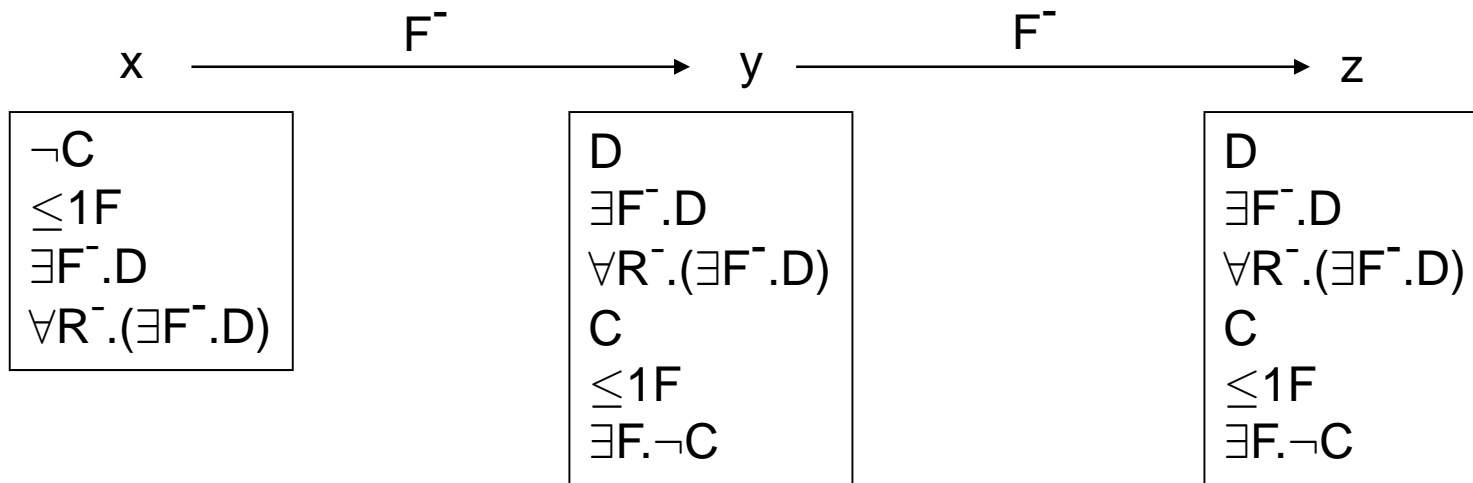 x F⁻ y F⁻ z
¬C
≤1F
∃F⁻.D
∀R⁻.(∃F⁻.D)
D
∃F⁻.D
∀R⁻.(∃F⁻.D)
C
≤1F
∃F.¬C
D
∃F⁻.D
∀R⁻.(∃F⁻.D)
C
≤1F
∃F.¬C